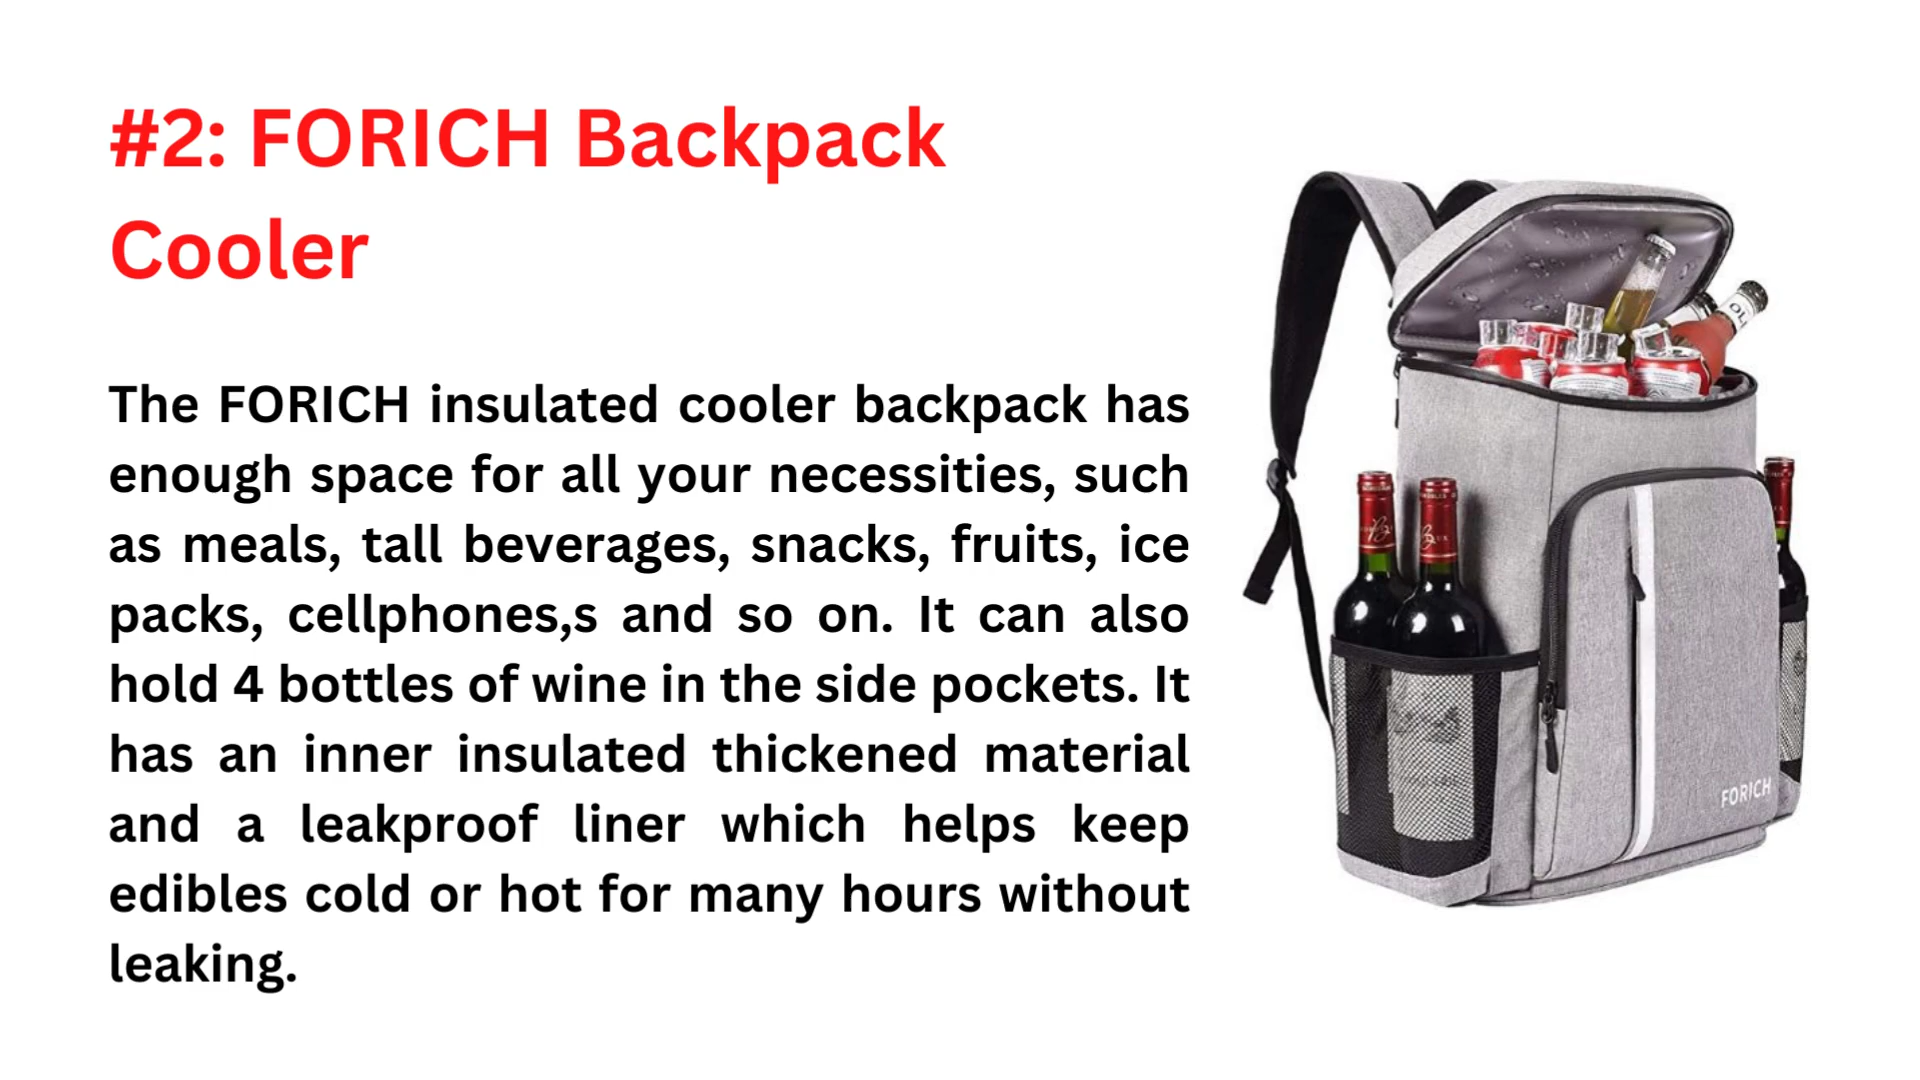 #2: FORICH Backpack
Cooler
The FORICH insulated cooler backpack has
enough space for all your necessities, such
as meals, tall beverages, snacks, fruits, ice
packs, cellphones,s and so on. It can also
hold 4 bottles of wine in the side pockets. It
has an inner insulated thickened material
and a leakproof liner which helps keep
edibles cold or hot for many hours without
leaking.
FORICH